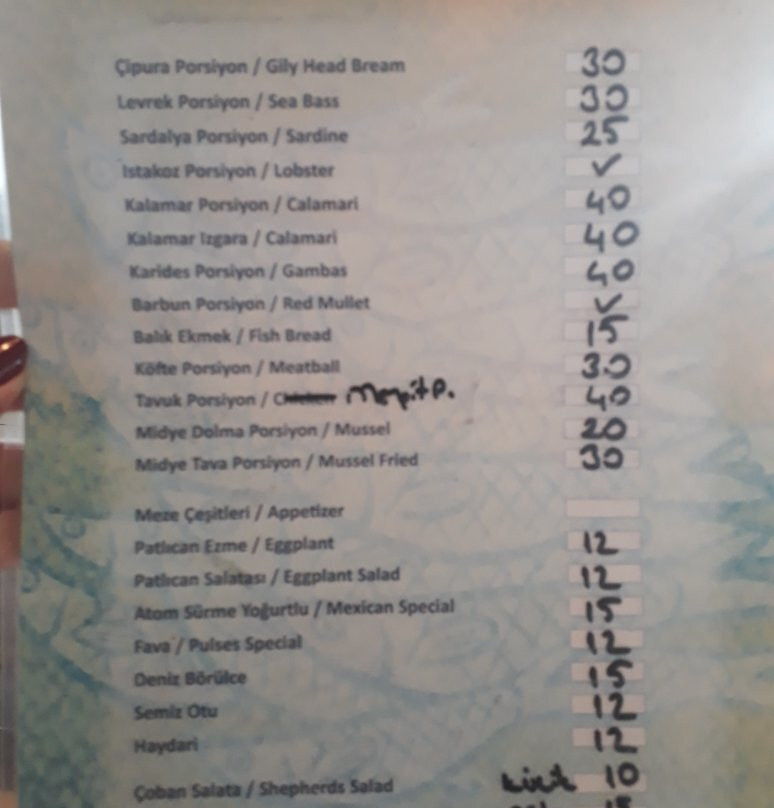 Çipura Porsiyon / Gily Head Bream 30
Levrek Porsiyon / Sea Bass 30
Sardalya Porsiyon / Sardine 25
Istakoz Porsiyon / Lobster ✓
Kalamar Porsiyon / Calamari 40
Kalamar Izgara / Calamari 40
Karides Porsiyon / Gambas 40
Barbun Porsiyon / Red Mullet ✓
Balık Ekmek / Fish Bread 15
Köfte Porsiyon / Meatball 30
Tavuk Porsiyon / 40
Midye Dolma Porsiyon / Mussel 20
Midye Tava Porsiyon / Mussel Fried 30
Meze Çeşitleri / Appetizer
Patlıcan Ezme / Eggplant 12
Patlıcan Salatası / Eggplant Salad 12
Atom Sürme Yoğurtlu / Mexican Special 15
Fava / Pulses Special 12
Deniz Börülce 15
Semiz Otu 12
Haydari 12
Çoban Salata / Shepherds Salad 10